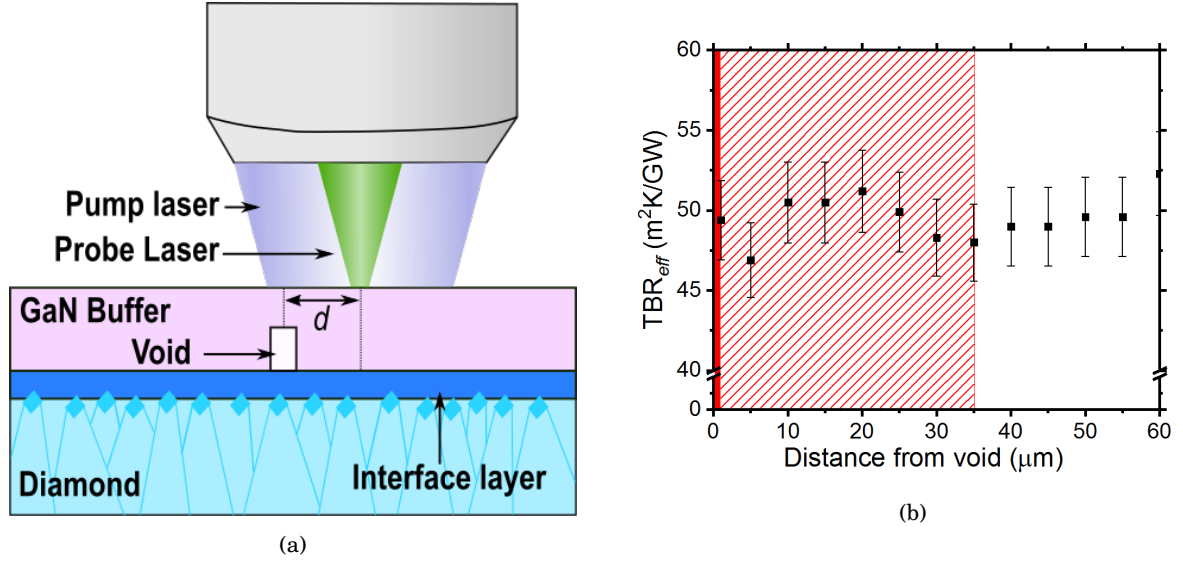 Pump laser
Probe Laser
GaN Buffer
d
Void
Interface layer
Diamond
(a)
60
55
50
45
40
0
TBR_eff (m²K/GW)
0 10 20 30 40 50 60
Distance from void (μm)
(b)